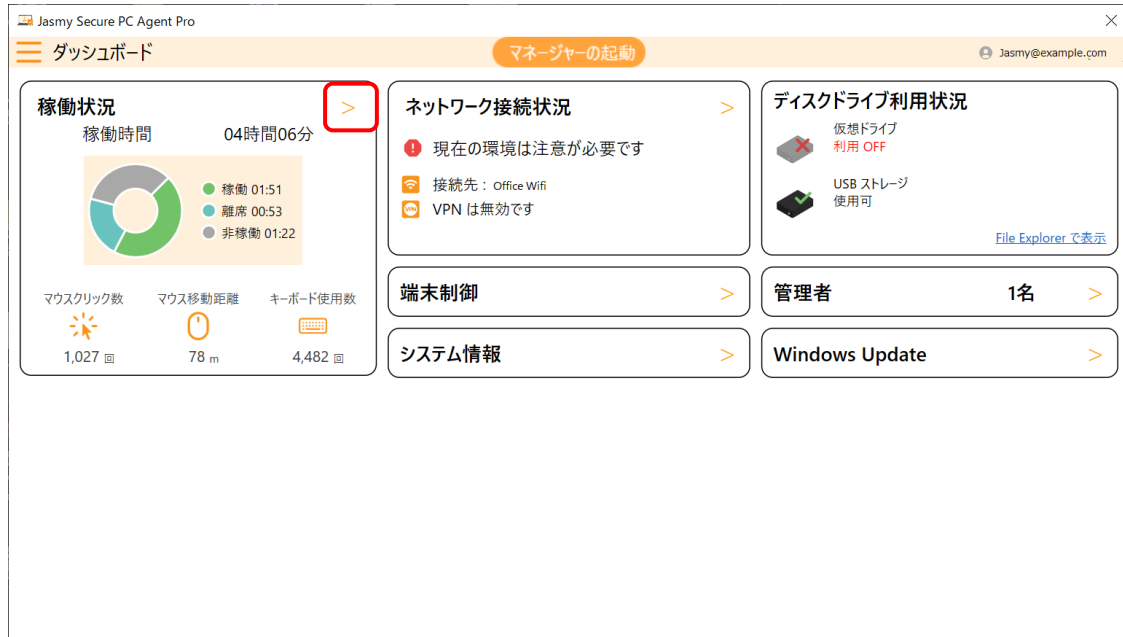 Jasmy Secure PC Agent Pro
ダッシュボード
マネージャーの起動
Jasmy@example.com
稼働状況 >
稼働時間 04時間06分
稼働 01:51
離席 00:53
非稼働 01:22
マウスクリック数 マウス移動距離 キーボード使用数
1,027 回 78 m 4,482 回
ネットワーク接続状況 >
現在の環境は注意が必要です
接続先： Office Wifi
VPN VPN は無効です
ディスクドライブ利用状況
仮想ドライブ
利用 OFF
USB ストレージ
使用可
File Explorer で表示
端末制御 >
管理者 1名 >
システム情報 >
Windows Update >